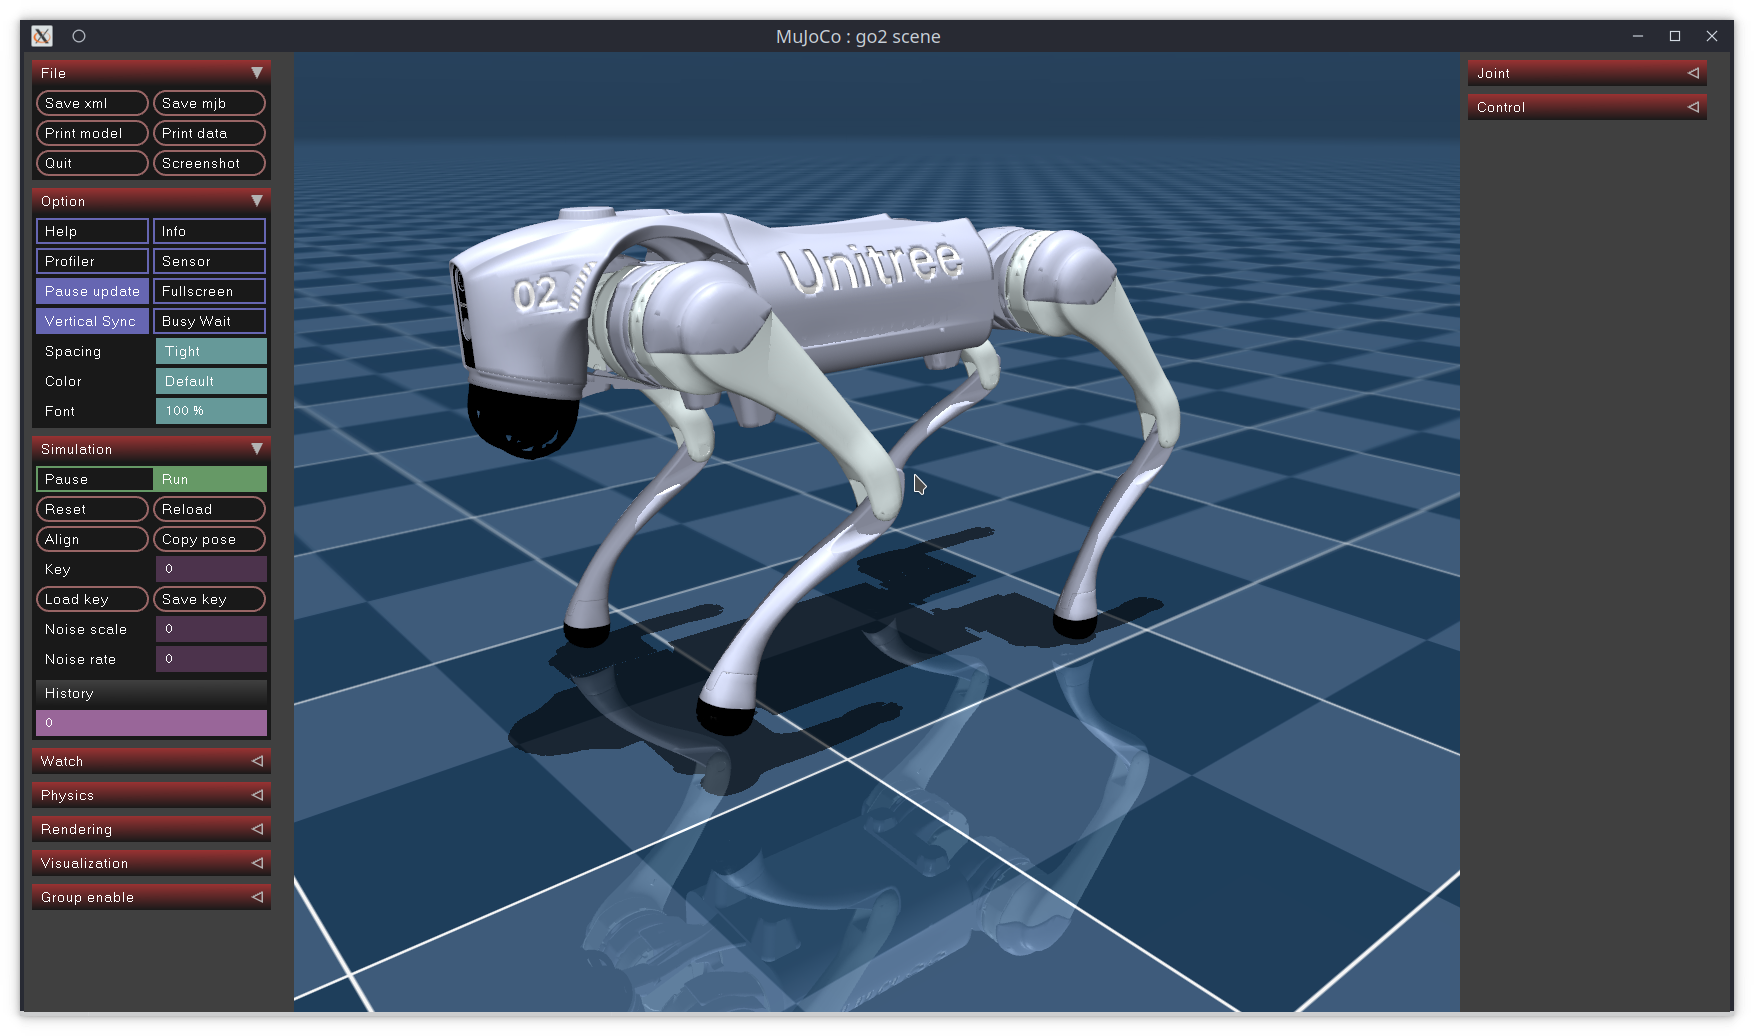 MuJoCo : go2 scene
File
Save xml Save mjb
Print model Print data
Quit Screenshot
Option
Help Info
Profiler Sensor
Pause update Fullscreen
Vertical Sync Busy Wait
Spacing Tight
Color Default
Font 100 %
Simulation
Pause Run
Reset Reload
Align Copy pose
Key 0
Load key Save key
Noise scale 0
Noise rate 0
History
0
Watch
Physics
Rendering
Visualization
Group enable
02
Unitree
Joint
Control